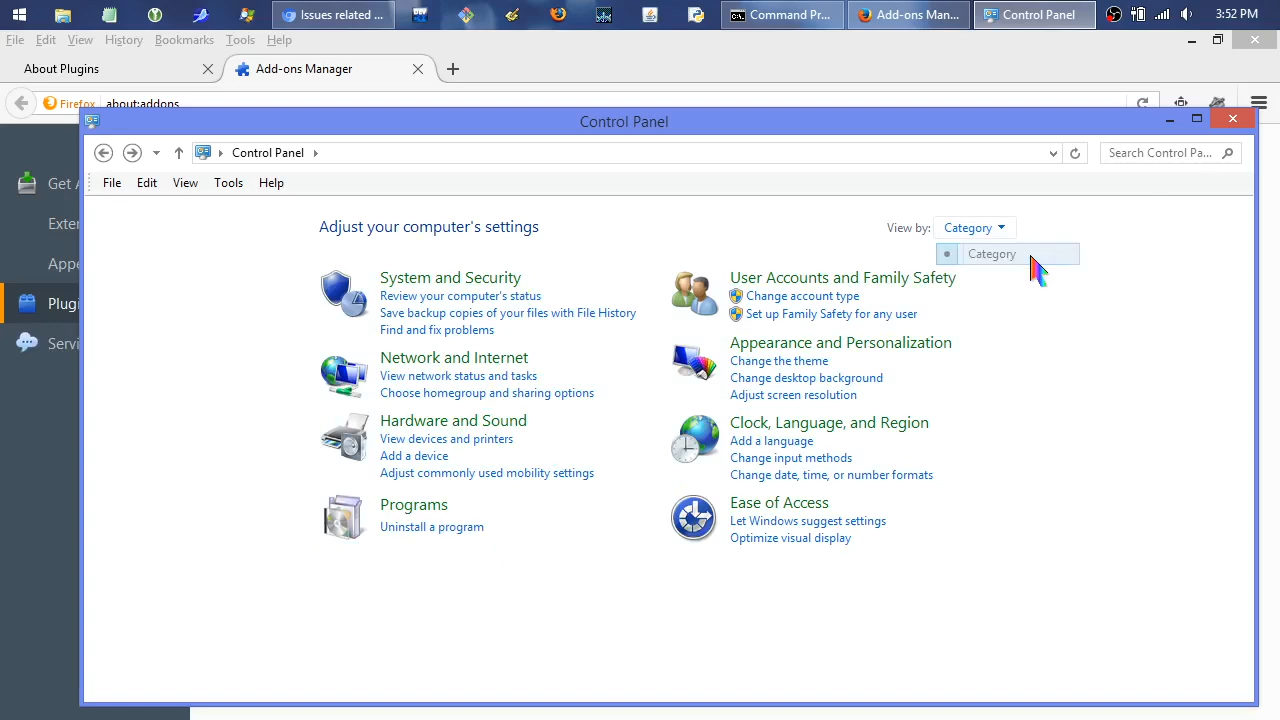 Issues related ...
Command Pr...
Add-ons Man...
Control Panel
3:52 PM
File Edit View History Bookmarks Tools Help
About Plugins
Add-ons Manager
Firefox about:addons
Control Panel
Control Panel
Search Control Pa...
File Edit View Tools Help
Get A
Exter
Appe
Plugi
Servi
Adjust your computer's settings
View by: Category
Category
System and Security
Review your computer's status
Save backup copies of your files with File History
Find and fix problems
Network and Internet
View network status and tasks
Choose homegroup and sharing options
Hardware and Sound
View devices and printers
Add a device
Adjust commonly used mobility settings
Programs
Uninstall a program
User Accounts and Family Safety
Change account type
Set up Family Safety for any user
Appearance and Personalization
Change the theme
Change desktop background
Adjust screen resolution
Clock, Language, and Region
Add a language
Change input methods
Change date, time, or number formats
Ease of Access
Let Windows suggest settings
Optimize visual display